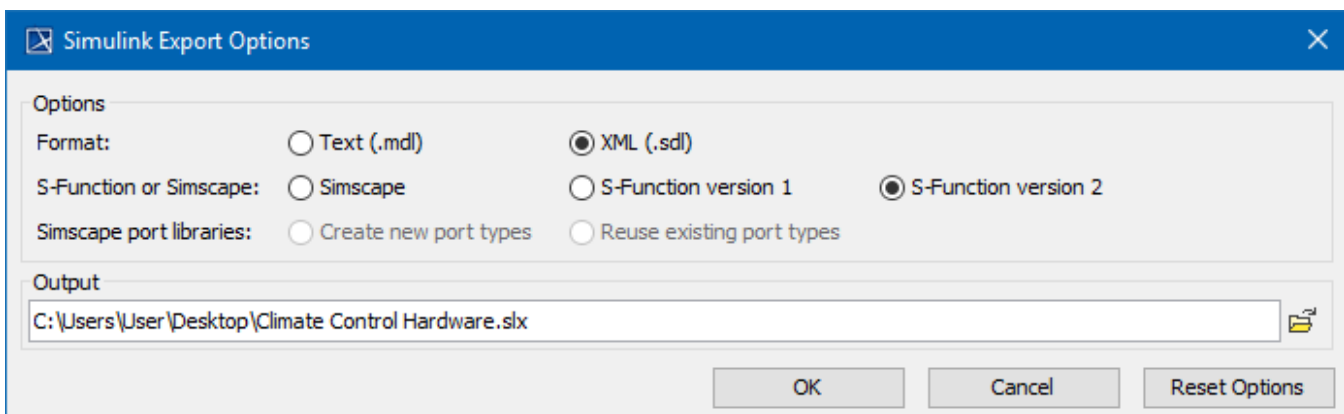 Simulink Export Options
Options
Format: Text (.mdl) XML (.sdl)
S-Function or Simscape: Simscape S-Function version 1 S-Function version 2
Simscape port libraries: Create new port types Reuse existing port types
Output
C:\Users\User\Desktop\Climate Control Hardware.slx
OK Cancel Reset Options